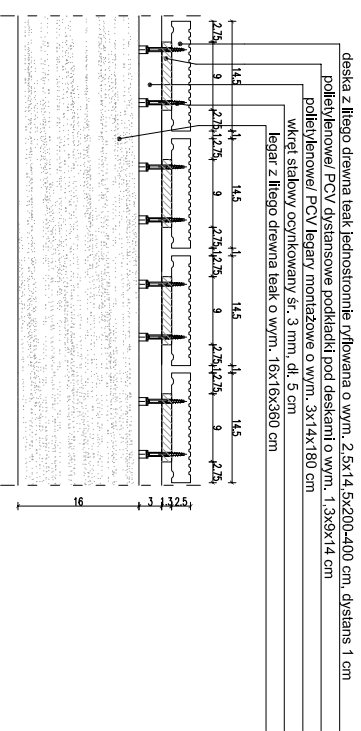 deska z litego drewna teak jednostronnie ryflowana o wym. 2,5x14,5x200-400 cm, dystans 1 cm
polietylenowe/ PCV dystansowe podkładki pod deskami o wym. 1,3x9x14 cm
polietylenowe/ PCV legary montażowe o wym. 3x14x180 cm
wkręt stalowy ocynkowany śr. 3 mm, dł. 5 cm
legar z litego drewna teak o wym. 16x16x360 cm
14.5 1 14.5 1 14.5 1 14.5
2.75 9 2.75 1 2.75 9 2.75 1 2.75 9 2.75 1 2.75 9 2.75
16 3 1.3 2.5